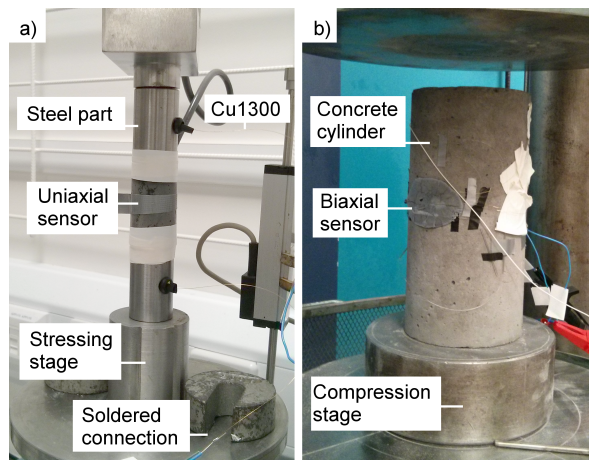 a)
Steel part
Cu1300
Uniaxial
sensor
Stressing
stage
Soldered
connection
b)
Concrete
cylinder
Biaxial
sensor
Compression
stage